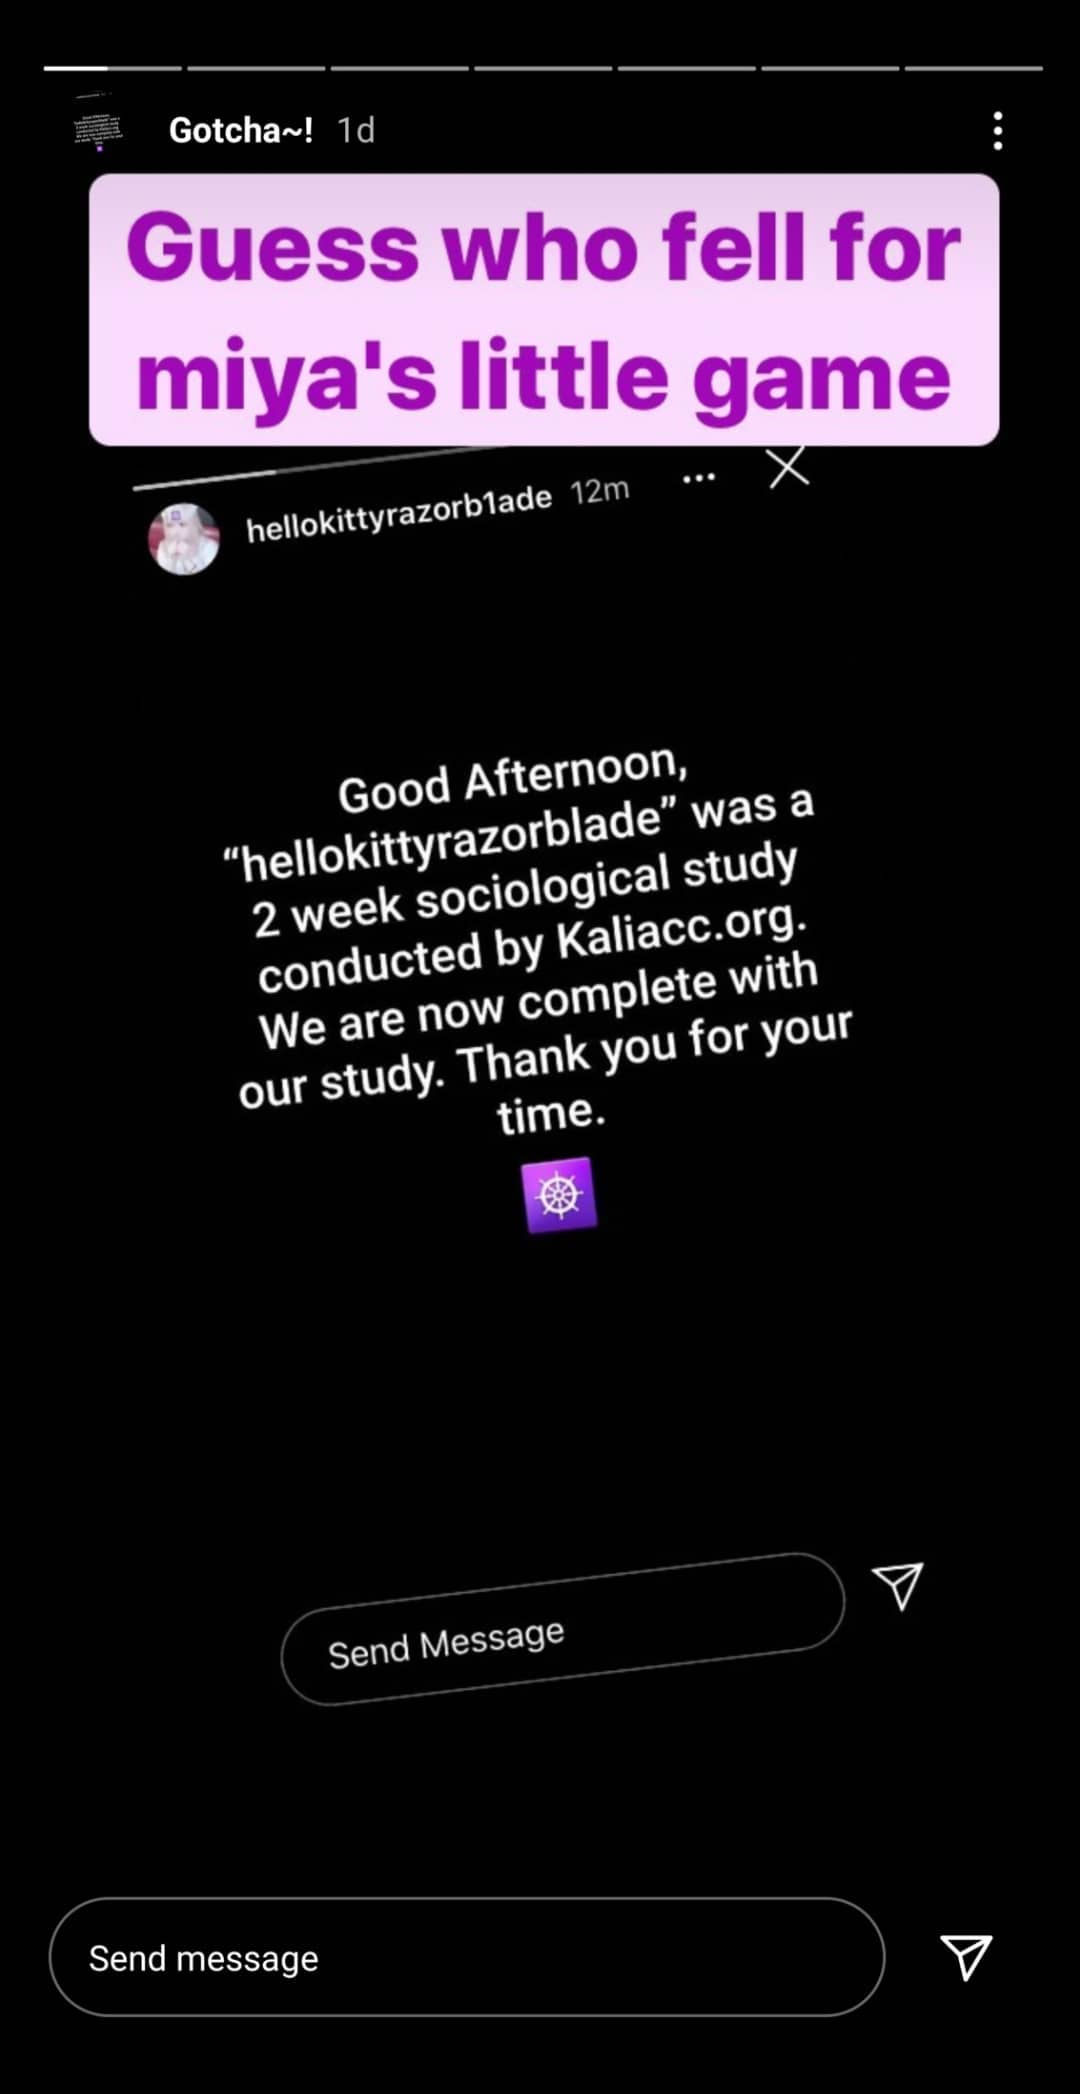 Gotcha~! 1d
Guess who fell for
miya's little game
hellokittyrazorb1ade 12m
Good Afternoon,
“hellokittyrazorblade” was a
2 week sociological study
conducted by Kaliacc.org.
We are now complete with
our study. Thank you for your
time.
Send Message
Send message